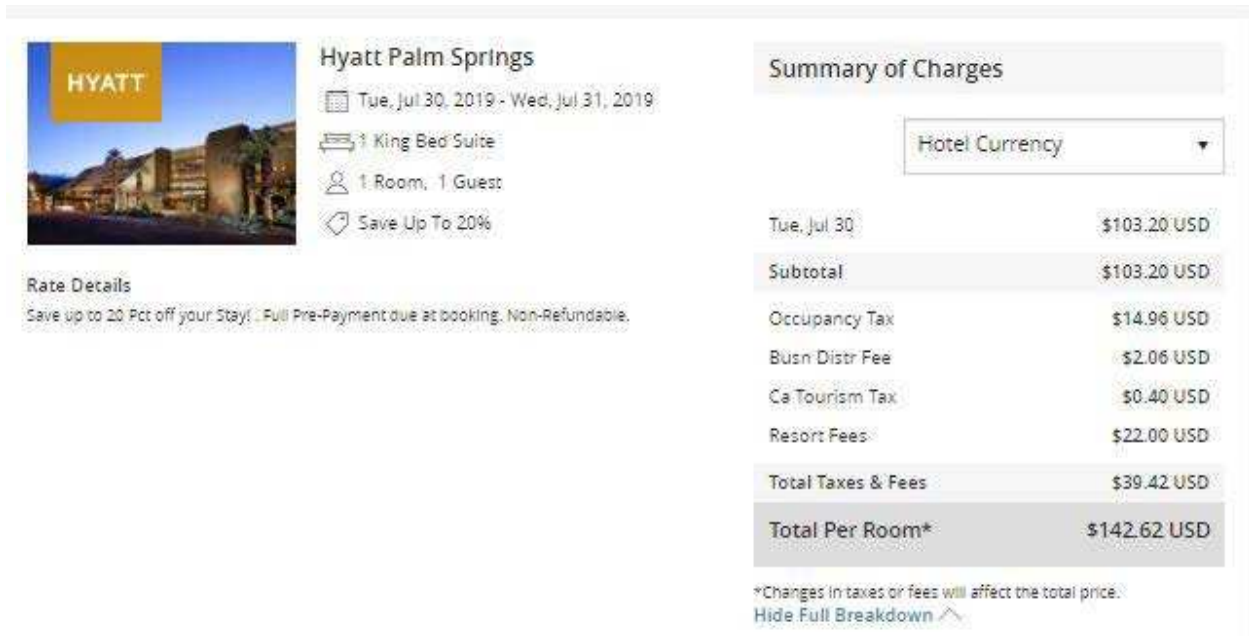 HYATT
Hyatt Palm Springs
Tue, Jul 30, 2019 - Wed, Jul 31, 2019
1 King Bed Suite
1 Room, 1 Guest
Save Up To 20%
Rate Details
Save up to 20 Pct off your Stay! . Full Pre-Payment due at booking. Non-Refundable.
Summary of Charges
Hotel Currency
Tue, Jul 30 $103.20 USD
Subtotal $103.20 USD
Occupancy Tax $14.96 USD
Busn Distr Fee $2.06 USD
Ca Tourism Tax $0.40 USD
Resort Fees $22.00 USD
Total Taxes & Fees $39.42 USD
Total Per Room* $142.62 USD
*Changes in taxes or fees will affect the total price.
Hide Full Breakdown